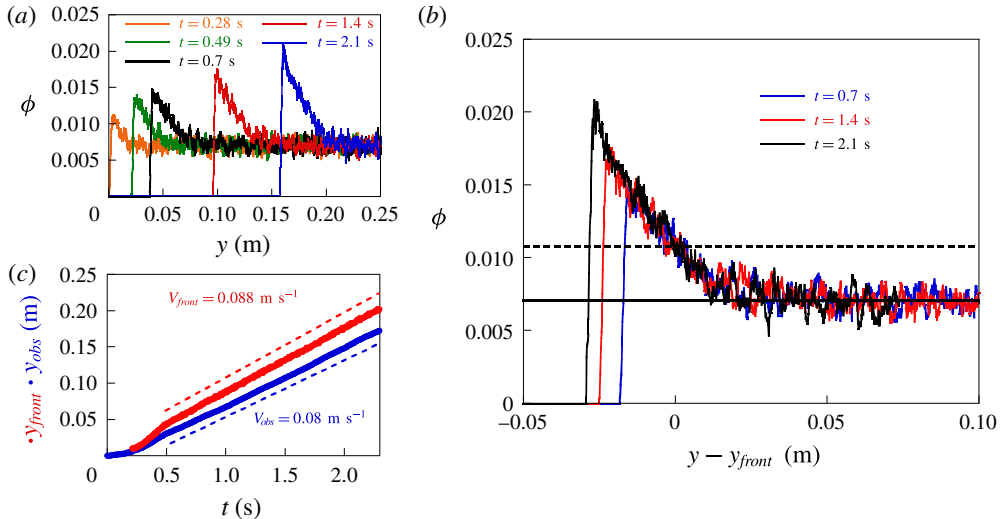 (a)
t = 0.28 s
t = 1.4 s
t = 0.49 s
t = 2.1 s
t = 0.7 s
0.025
0.020
0.015
0.010
0.005
ϕ
0 0.05 0.10 0.15 0.20 0.25
y (m)
(b)
0.025
0.020
0.015
0.010
0.005
0
ϕ
t = 0.7 s
t = 1.4 s
t = 2.1 s
−0.05 0 0.05 0.10
y − y_front (m)
(c)
0.25
0.20
0.15
0.10
0.05
•y_front • y_obs (m)
V_front = 0.088 m s⁻¹
V_obs = 0.08 m s⁻¹
0 0.5 1.0 1.5 2.0
t (s)